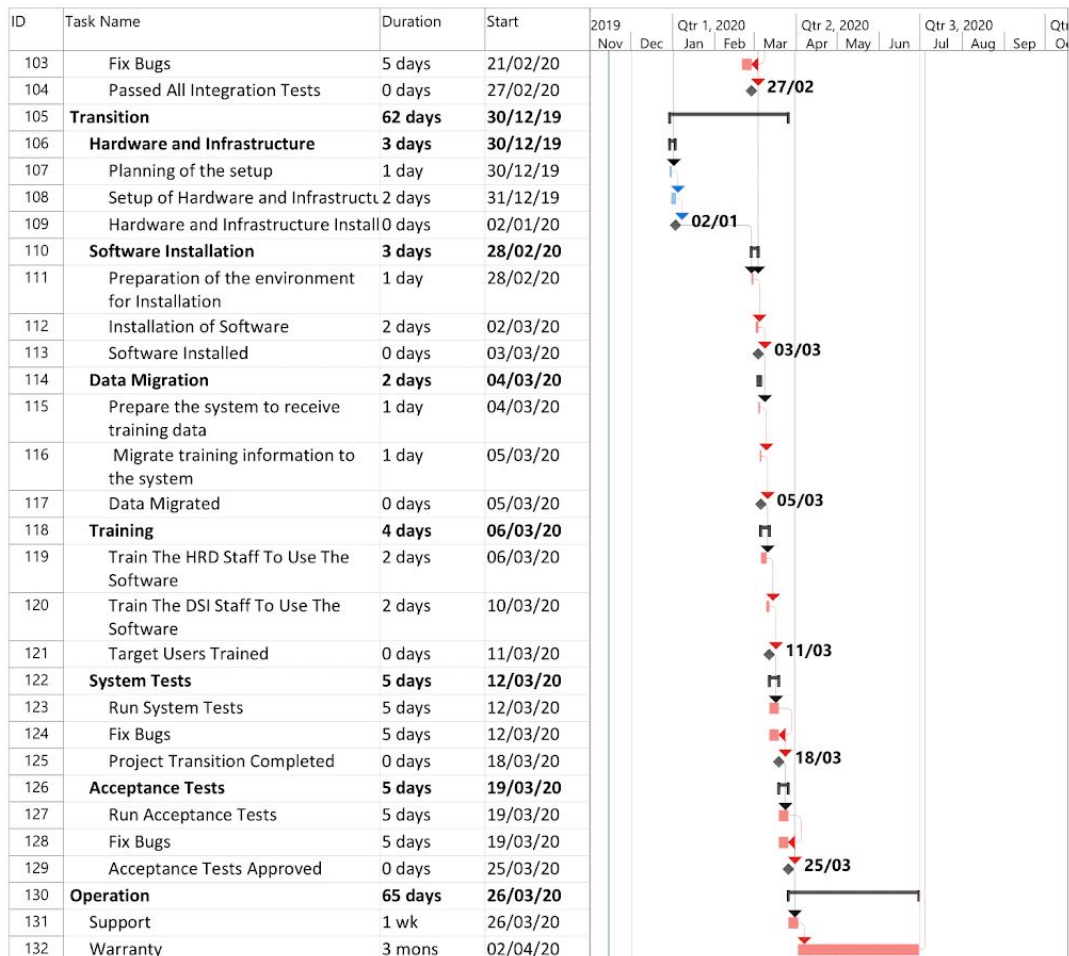 ID Task Name Duration Start 2019 Qtr 1, 2020 Qtr 2, 2020 Qtr 3, 2020 Qtr
Nov Dec Jan Feb Mar Apr May Jun Jul Aug Sep O
103 Fix Bugs 5 days 21/02/20
104 Passed All Integration Tests 0 days 27/02/20 27/02
105 Transition 62 days 30/12/19
106 Hardware and Infrastructure 3 days 30/12/19
107 Planning of the setup 1 day 30/12/19
108 Setup of Hardware and Infrastructu 2 days 31/12/19
109 Hardware and Infrastructure Install 0 days 02/01/20 02/01
110 Software Installation 3 days 28/02/20
111 Preparation of the environment 1 day 28/02/20
for Installation
112 Installation of Software 2 days 02/03/20
113 Software Installed 0 days 03/03/20 03/03
114 Data Migration 2 days 04/03/20
115 Prepare the system to receive 1 day 04/03/20
training data
116 Migrate training information to 1 day 05/03/20
the system
117 Data Migrated 0 days 05/03/20 05/03
118 Training 4 days 06/03/20
119 Train The HRD Staff To Use The 2 days 06/03/20
Software
120 Train The DSI Staff To Use The 2 days 10/03/20
Software
121 Target Users Trained 0 days 11/03/20 11/03
122 System Tests 5 days 12/03/20
123 Run System Tests 5 days 12/03/20
124 Fix Bugs 5 days 12/03/20
125 Project Transition Completed 0 days 18/03/20 18/03
126 Acceptance Tests 5 days 19/03/20
127 Run Acceptance Tests 5 days 19/03/20
128 Fix Bugs 5 days 19/03/20
129 Acceptance Tests Approved 0 days 25/03/20 25/03
130 Operation 65 days 26/03/20
131 Support 1 wk 26/03/20
132 Warranty 3 mons 02/04/20